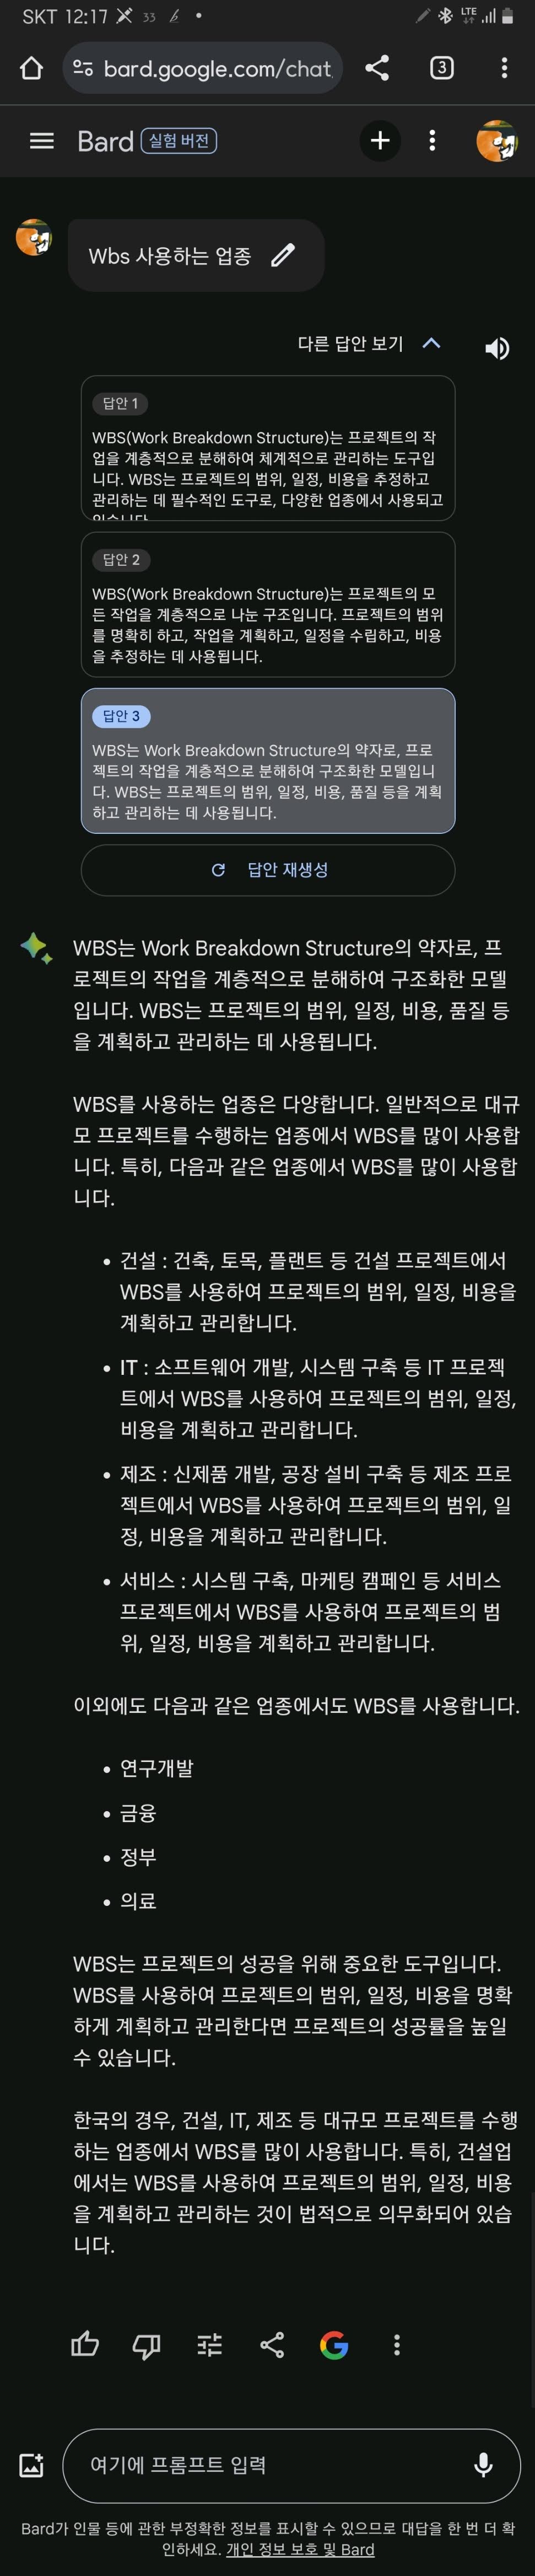 SKT 12:17 33
LTE
bard.google.com/chat
3
Bard 실험 버전
Wbs 사용하는 업종
다른 답안 보기
답안 1
WBS(Work Breakdown Structure)는 프로젝트의 작
업을 계층적으로 분해하여 체계적으로 관리하는 도구입
니다. WBS는 프로젝트의 범위, 일정, 비용을 추정하고
관리하는 데 필수적인 도구로, 다양한 업종에서 사용되고
있습니다
답안 2
WBS(Work Breakdown Structure)는 프로젝트의 모
든 작업을 계층적으로 나눈 구조입니다. 프로젝트의 범위
를 명확히 하고, 작업을 계획하고, 일정을 수립하고, 비용
을 추정하는 데 사용됩니다.
답안 3
WBS는 Work Breakdown Structure의 약자로, 프로
젝트의 작업을 계층적으로 분해하여 구조화한 모델입니
다. WBS는 프로젝트의 범위, 일정, 비용, 품질 등을 계획
하고 관리하는 데 사용됩니다.
답안 재생성
WBS는 Work Breakdown Structure의 약자로, 프
로젝트의 작업을 계층적으로 분해하여 구조화한 모델
입니다. WBS는 프로젝트의 범위, 일정, 비용, 품질 등
을 계획하고 관리하는 데 사용됩니다.
WBS를 사용하는 업종은 다양합니다. 일반적으로 대규
모 프로젝트를 수행하는 업종에서 WBS를 많이 사용합
니다. 특히, 다음과 같은 업종에서 WBS를 많이 사용합
니다.
• 건설 : 건축, 토목, 플랜트 등 건설 프로젝트에서
WBS를 사용하여 프로젝트의 범위, 일정, 비용을
계획하고 관리합니다.
• IT : 소프트웨어 개발, 시스템 구축 등 IT 프로젝
트에서 WBS를 사용하여 프로젝트의 범위, 일정,
비용을 계획하고 관리합니다.
• 제조 : 신제품 개발, 공장 설비 구축 등 제조 프로
젝트에서 WBS를 사용하여 프로젝트의 범위, 일
정, 비용을 계획하고 관리합니다.
• 서비스 : 시스템 구축, 마케팅 캠페인 등 서비스
프로젝트에서 WBS를 사용하여 프로젝트의 범
위, 일정, 비용을 계획하고 관리합니다.
이외에도 다음과 같은 업종에서도 WBS를 사용합니다.
• 연구개발
• 금융
• 정부
• 의료
WBS는 프로젝트의 성공을 위해 중요한 도구입니다.
WBS를 사용하여 프로젝트의 범위, 일정, 비용을 명확
하게 계획하고 관리한다면 프로젝트의 성공률을 높일
수 있습니다.
한국의 경우, 건설, IT, 제조 등 대규모 프로젝트를 수행
하는 업종에서 WBS를 많이 사용합니다. 특히, 건설업
에서는 WBS를 사용하여 프로젝트의 범위, 일정, 비용
을 계획하고 관리하는 것이 법적으로 의무화되어 있습
니다.
여기에 프롬프트 입력
Bard가 인물 등에 관한 부정확한 정보를 표시할 수 있으므로 대답을 한 번 더 확
인하세요. 개인 정보 보호 및 Bard